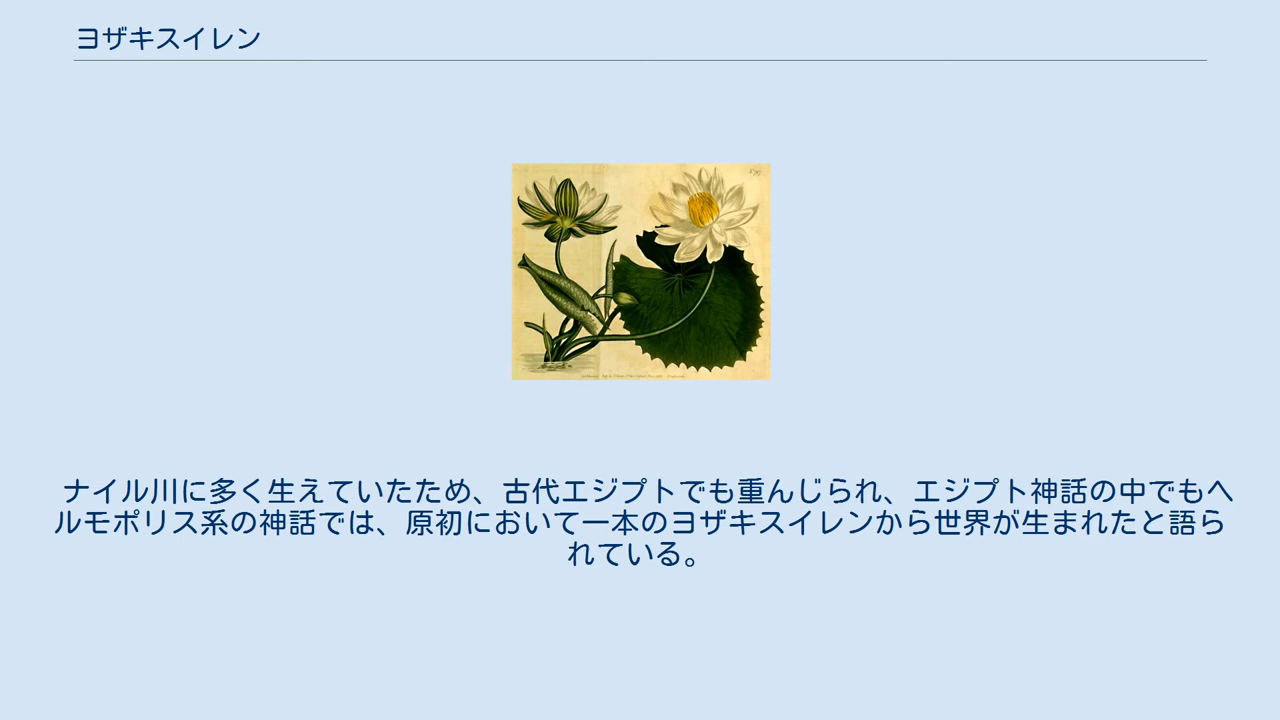 ヨザキスイレン
ナイル川に多く生えていたため、古代エジプトでも重んじられ、エジプト神話の中でもヘ
ルモポリス系の神話では、原初において一本のヨザキスイレンから世界が生まれたと語ら
れている。